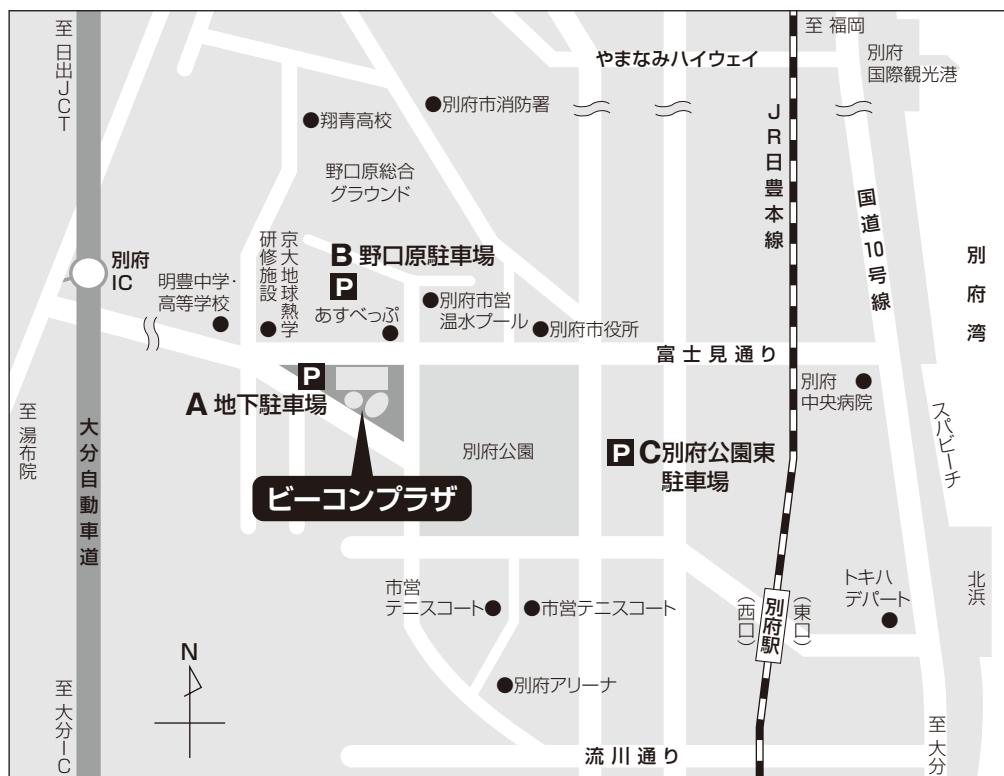 至 日出JCT
至 福岡
やまなみハイウェイ
別府
国際観光港
別府市消防署
翔青高校
JR日豊本線
野口原総合
グラウンド
国道10号線
別府湾
京大地球熱学
研修施設
B 野口原駐車場
P
別府
IC
明豊中学・
高等学校
あすべっぷ
別府市営
温水プール
別府市役所
富士見通り
P
A 地下駐車場
別府
中央病院
至 湯布院
大分自動車道
スパビーチ
別府公園
P C別府公園東
駐車場
ビーコンプラザ
市営
テニスコート
市営テニスコート
トキハ
デパート
北浜
(西口)
別府駅
(東口)
N
別府アリーナ
至 大分IC
流川通り
至 大分